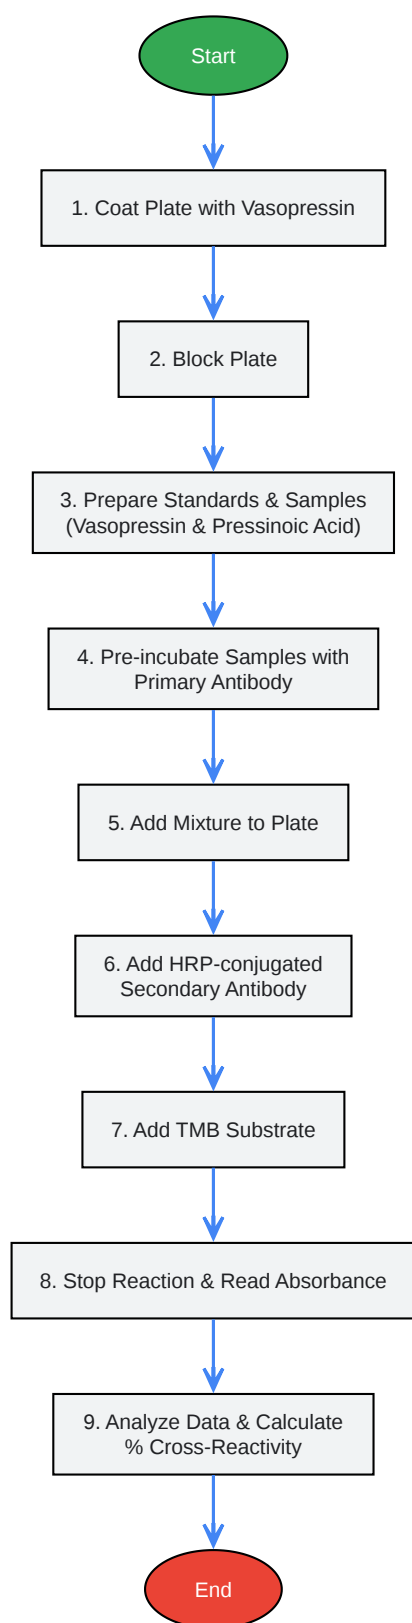 Start
1. Coat Plate with Vasopressin
2. Block Plate
3. Prepare Standards & Samples
(Vasopressin & Pressinoic Acid)
4. Pre-incubate Samples with
Primary Antibody
5. Add Mixture to Plate
6. Add HRP-conjugated
Secondary Antibody
7. Add TMB Substrate
8. Stop Reaction & Read Absorbance
9. Analyze Data & Calculate
% Cross-Reactivity
End